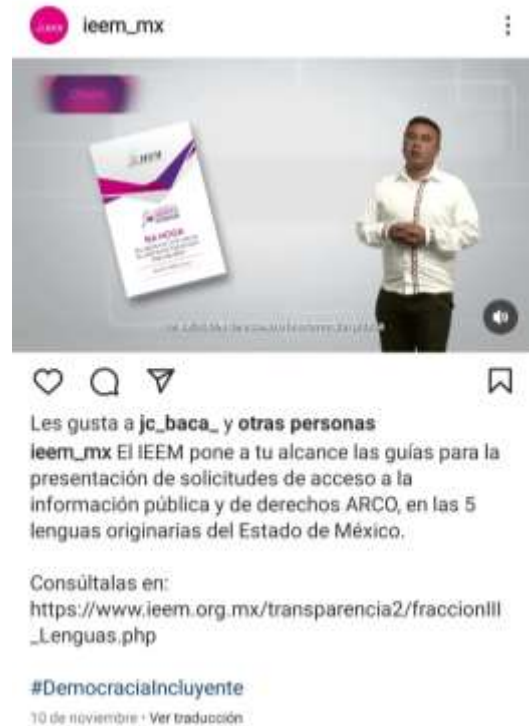 ieem_mx
NA HOGA
Les gusta a jc_baca_ y otras personas
ieem_mx El IEEM pone a tu alcance las guías para la
presentación de solicitudes de acceso a la
información pública y de derechos ARCO, en las 5
lenguas originarias del Estado de México.
Consúltalas en:
https://www.ieem.org.mx/transparencia2/fraccionIII
_Lenguas.php
#DemocraciaIncluyente
10 de noviembre • Ver traducción